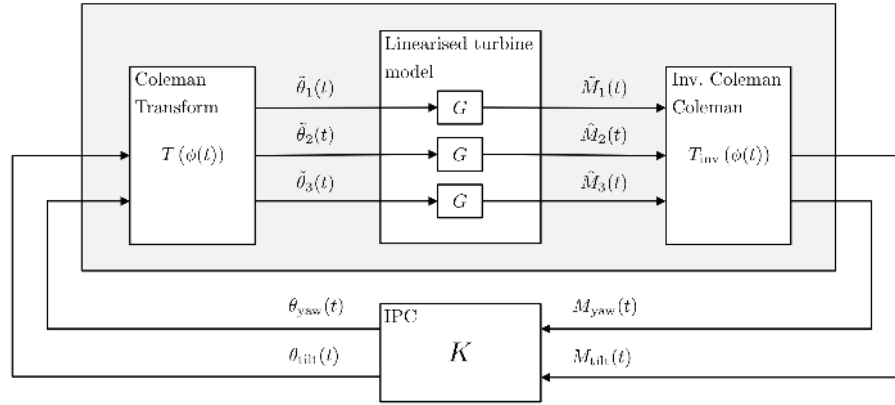 Linearised turbine
model
Coleman
Transform
T (ϕ(t))
θ̃₁(t)
θ̃₂(t)
θ̃₃(t)
G
G
G
M̃₁(t)
M̃₂(t)
M̃₃(t)
Inv. Coleman
Coleman
T_inv (ϕ(t))
θ_yaw(t)
θ_tilt(t)
IPC
K
M_yaw(t)
M_tilt(t)